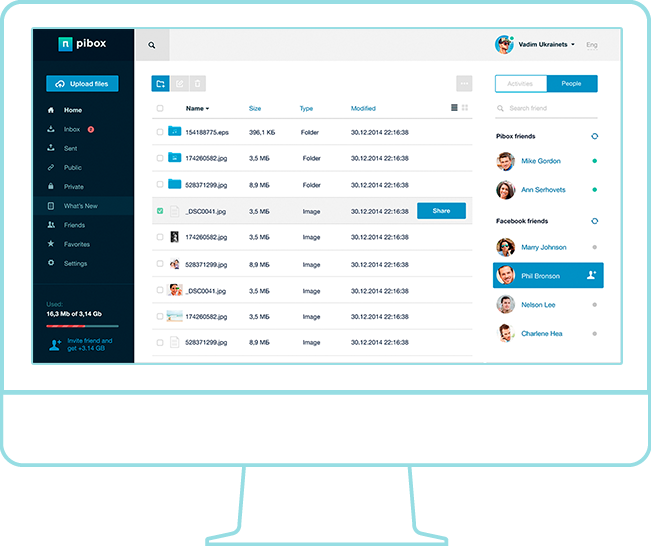 π pibox
Vadim Ukrainets Eng
Upload files
Home
Inbox 2
Sent
Public
Private
What's New
Friends
Favorites
Settings
Used:
16,3 Mb of 3,14 Gb
Invite friend and
get +3.14 GB
Name Size Type Modified
154188775.eps 396,1 КБ Folder 30.12.2014 22:16:38
174260582.jpg 3,5 МБ Folder 30.12.2014 22:16:38
528371299.jpg 8,9 МБ Folder 30.12.2014 22:16:38
_DSC0041.jpg 3,5 МБ Image 30.12.2014 22:16:38 Share
174260582.jpg 3,5 МБ Image 30.12.2014 22:16:38
528371299.jpg 8,9 МБ Image 30.12.2014 22:16:38
_DSC0041.jpg 3,5 МБ Image 30.12.2014 22:16:38
174260582.jpg 3,5 МБ Image 30.12.2014 22:16:38
528371299.jpg 8,9 МБ Image 30.12.2014 22:16:38
Activities People
Search friend
Pibox friends
Mike Gordon
Ann Serhovets
Facebook friends
Marry Johnson
Phil Bronson
Nelson Lee
Charlene Hea